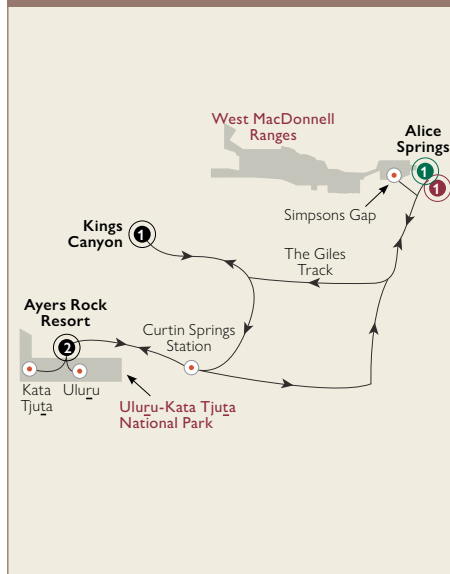 West MacDonnell
Ranges
Alice
Springs
1
1
Simpsons Gap
Kings
Canyon
1
The Giles
Track
Ayers Rock
Resort
2
Curtin Springs
Station
Kata
Tjuṯa
Uluṟu
Uluṟu-Kata Tjuṯa
National Park